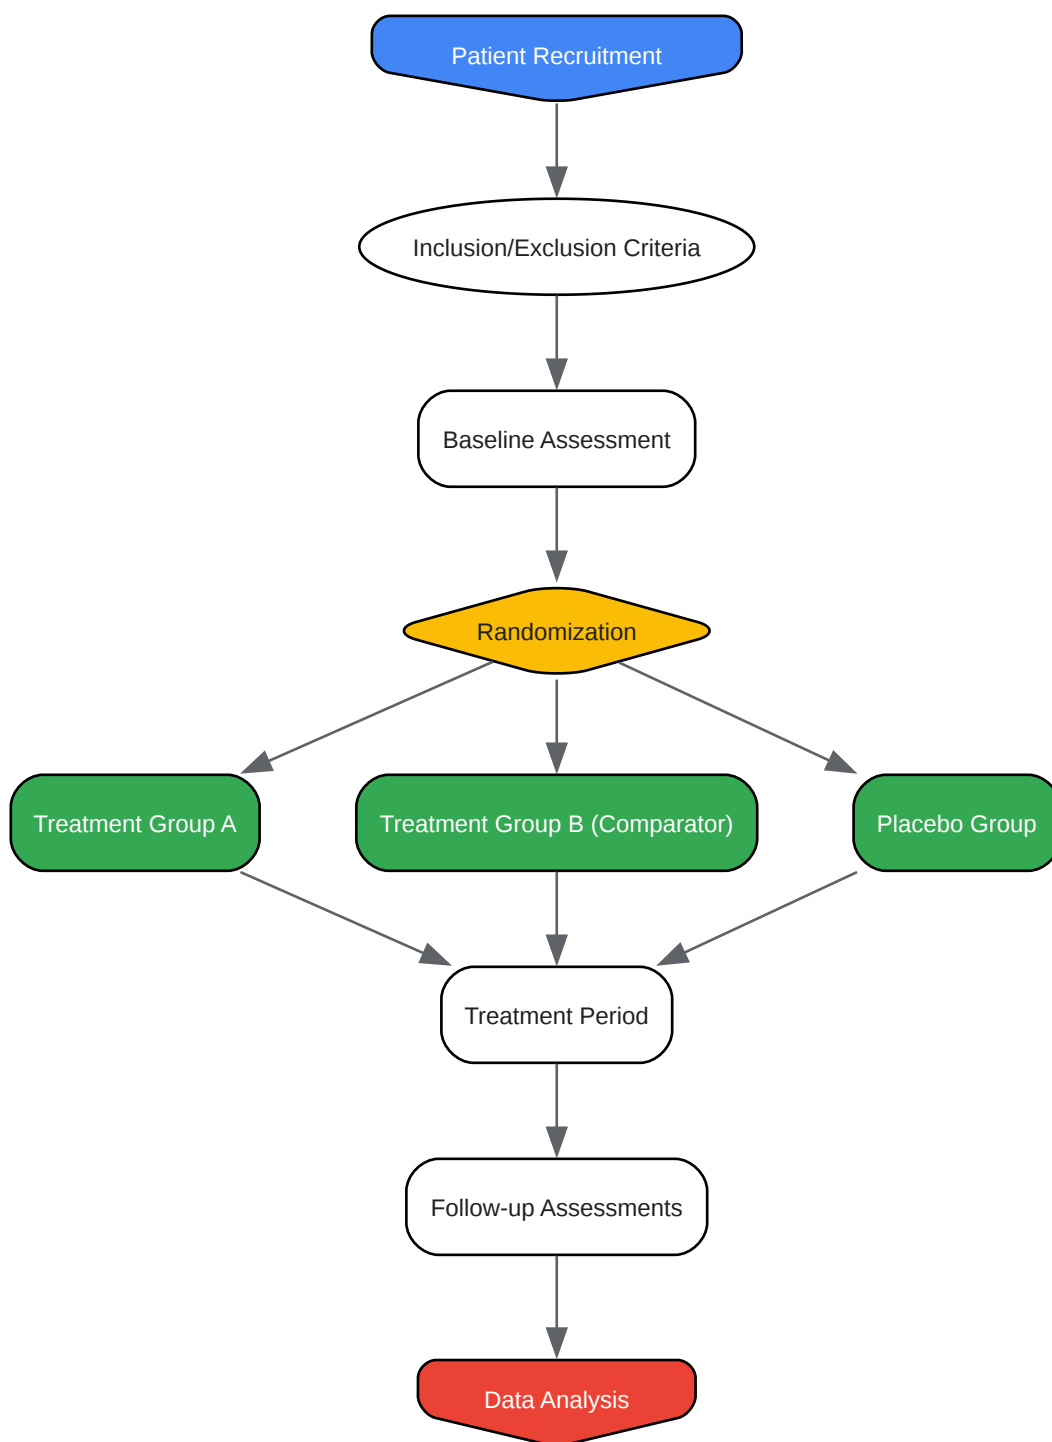 Patient Recruitment
Inclusion/Exclusion Criteria
Baseline Assessment
Randomization
Treatment Group A
Treatment Group B (Comparator)
Placebo Group
Treatment Period
Follow-up Assessments
Data Analysis